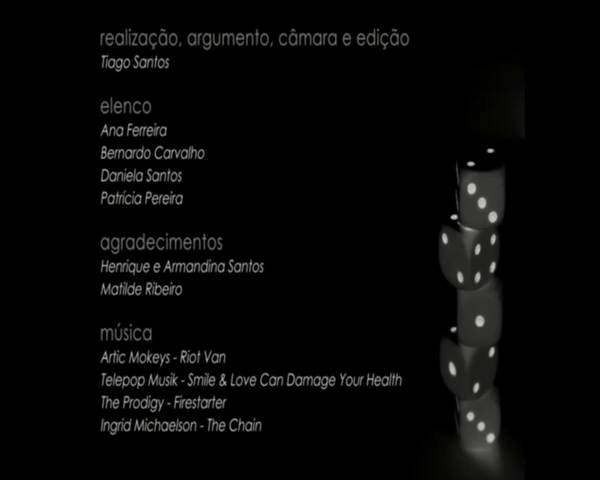 realização, argumento, câmara e edição
Tiago Santos
elenco
Ana Ferreira
Bernardo Carvalho
Daniela Santos
Patrícia Pereira
agradecimentos
Henrique e Armandina Santos
Matilde Ribeiro
música
Artic Mokeys - Riot Van
Telepop Musik - Smile & Love Can Damage Your Health
The Prodigy - Firestarter
Ingrid Michaelson - The Chain